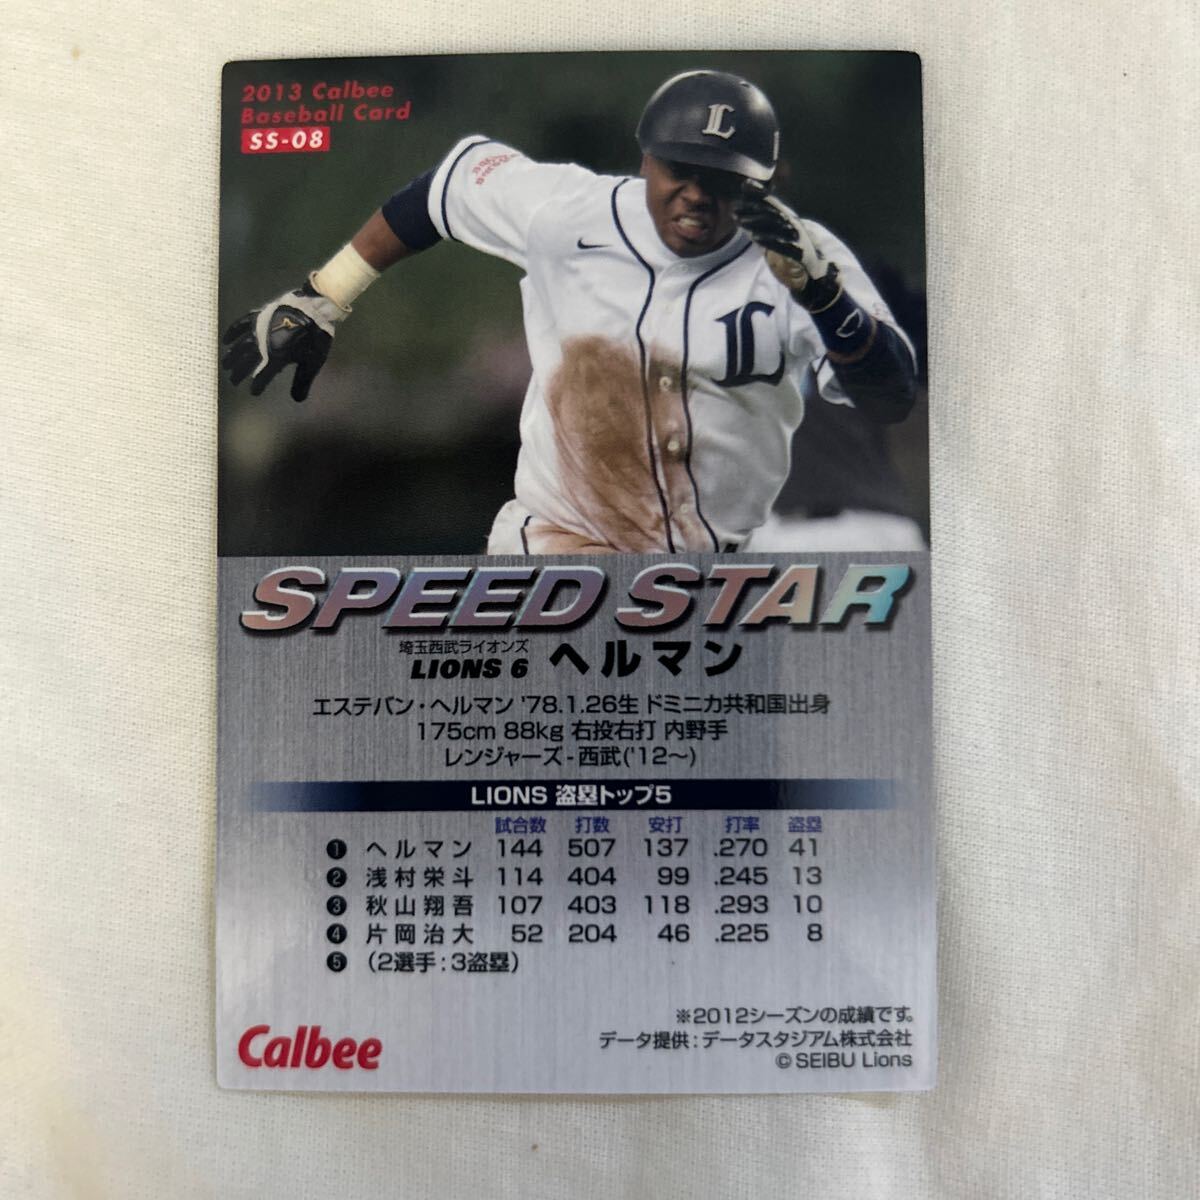 2013 Calbee
Baseball Card
SS-08
L
L
SPEED STAR
埼玉西武ライオンズ
LIONS 6 ヘルマン
エステバン・ヘルマン '78.1.26生 ドミニカ共和国出身
175cm 88kg 右投右打 内野手
レンジャーズ - 西武('12〜)
LIONS 盗塁トップ5
試合数 打数 安打 打率 盗塁
❶ ヘルマン 144 507 137 .270 41
❷ 浅村栄斗 114 404 99 .245 13
❸ 秋山翔吾 107 403 118 .293 10
❹ 片岡治大 52 204 46 .225 8
❺ (2選手:3盗塁)
※2012シーズンの成績です。
データ提供:データスタジアム株式会社
© SEIBU Lions
Calbee